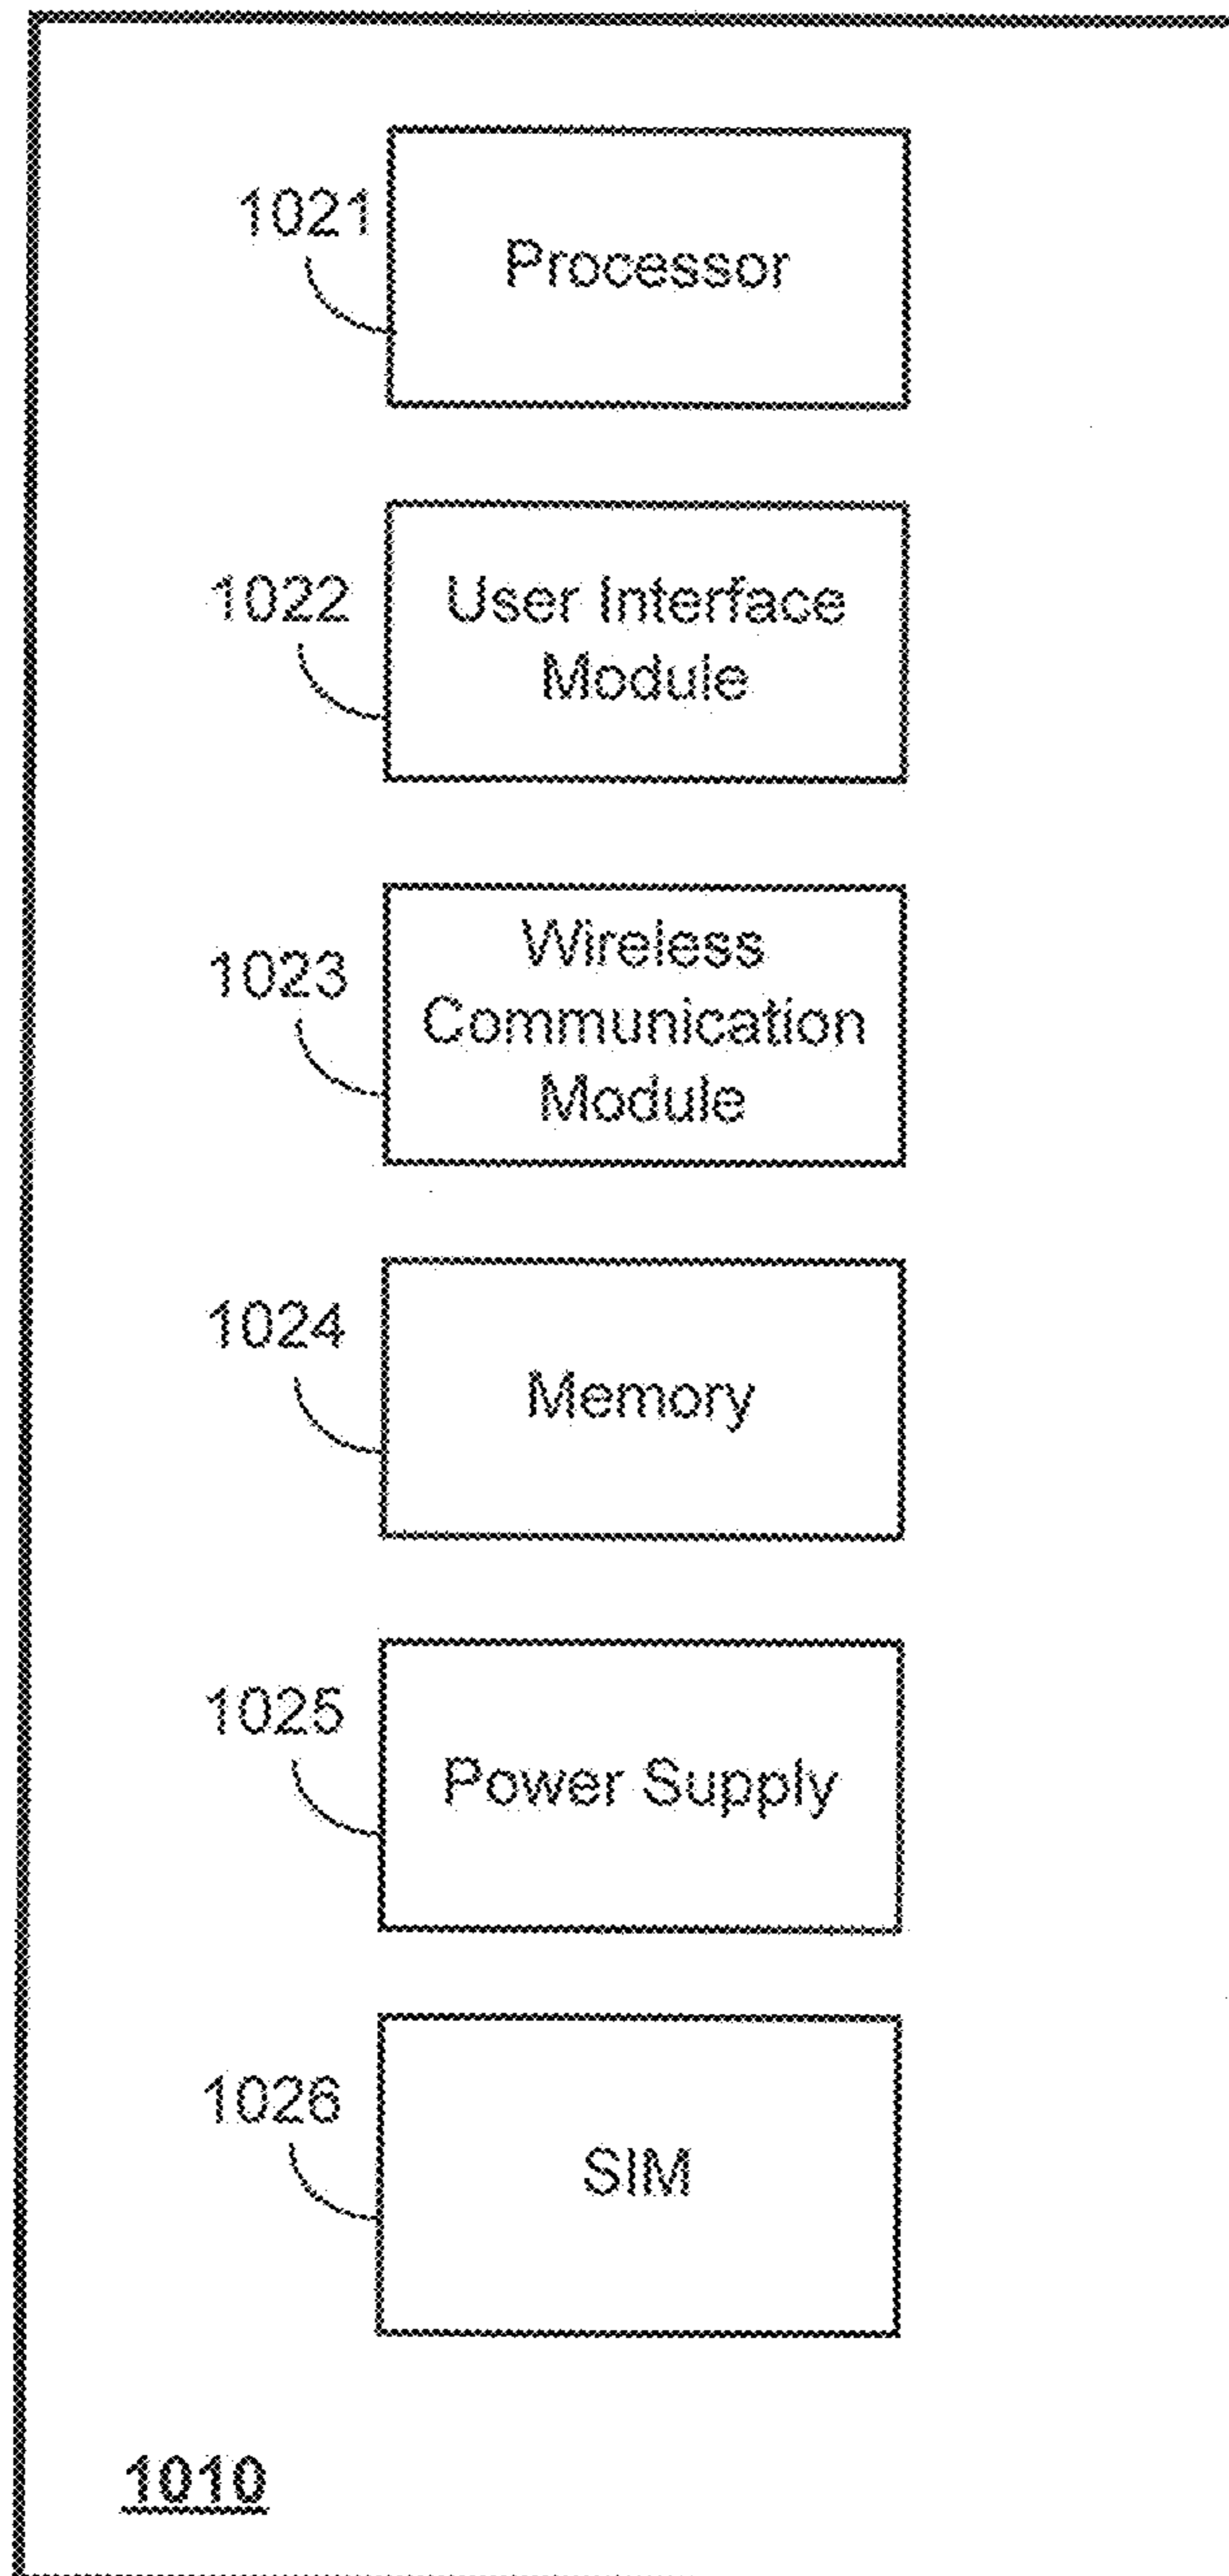 1021
Processor
1022
User Interface
Module
1023
Wireless
Communication
Module
1024
Memory
1025
Power Supply
1026
SIM
1010